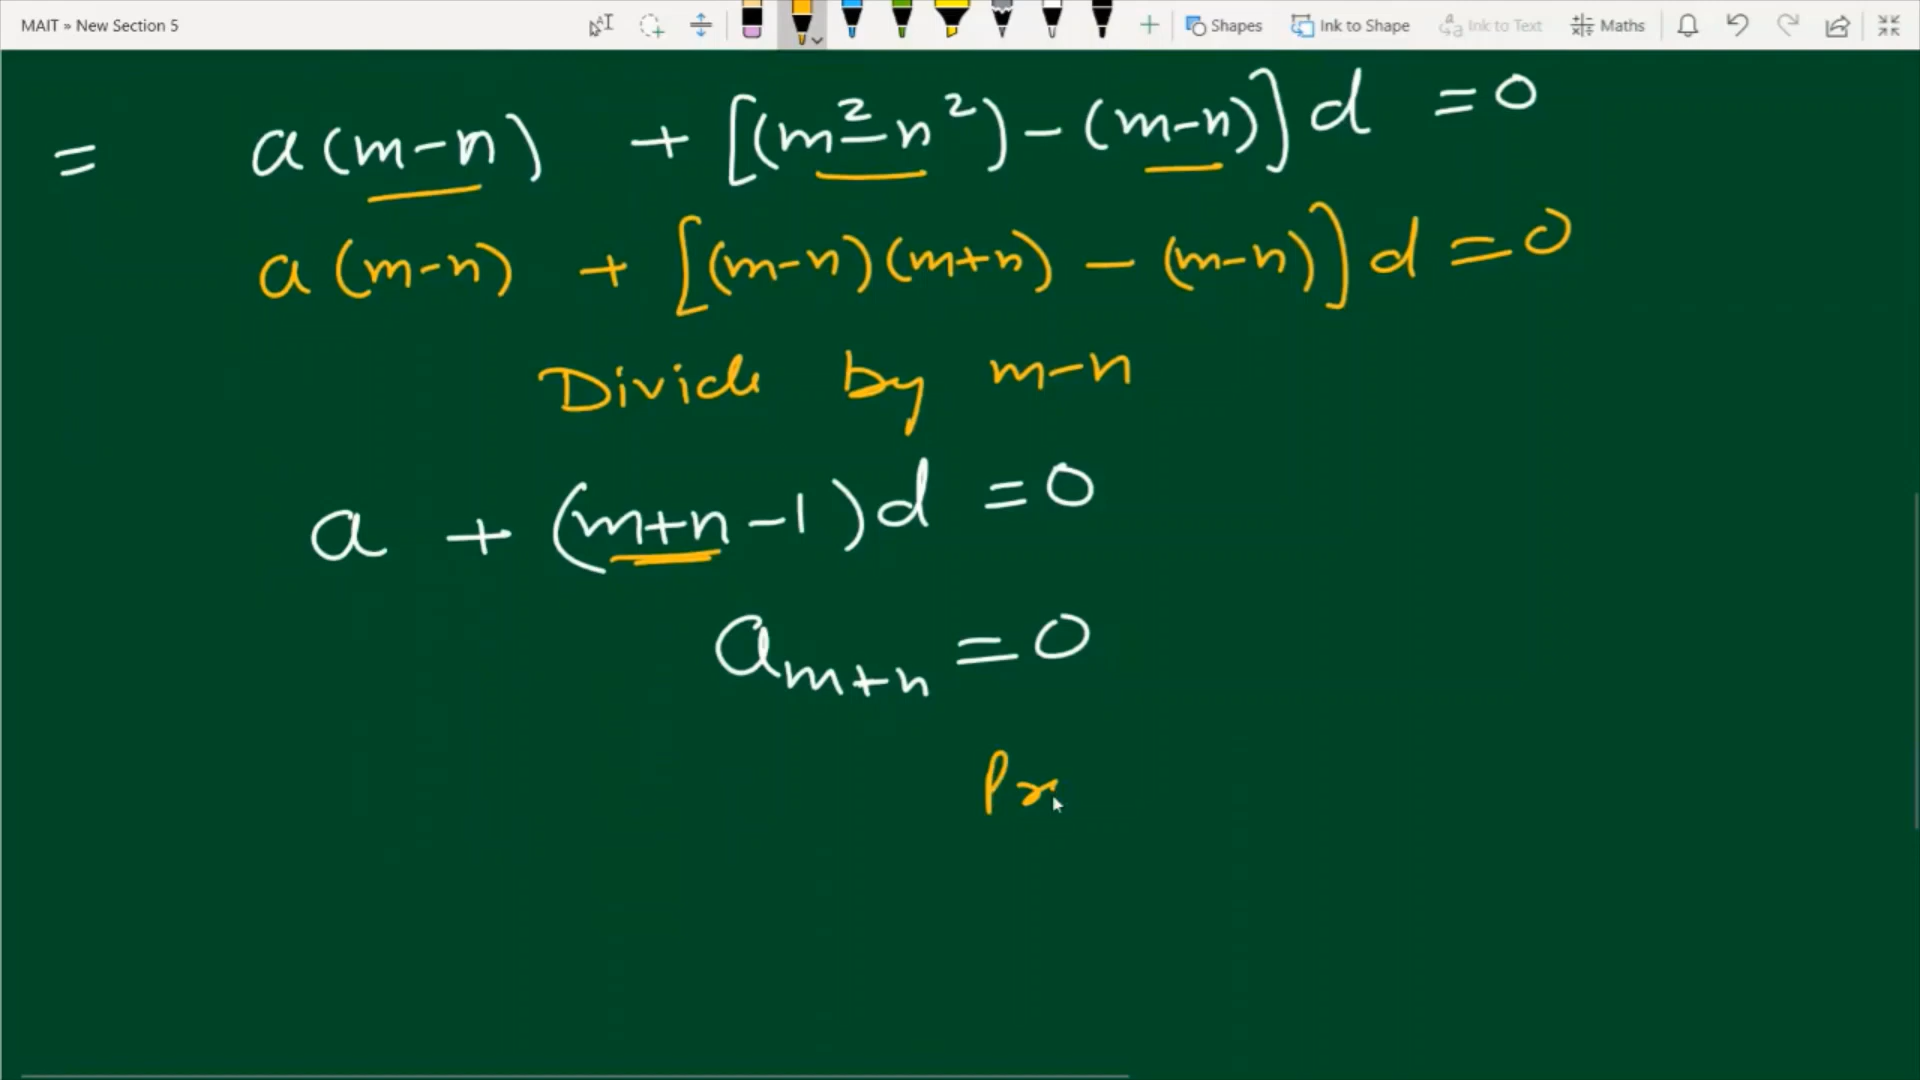 MAIT » New Section 5 Shapes Ink to Shape Ink to Text Maths
= a(m-n) + [(m²-n²)-(m-n)]d =0
a(m-n) + [(m-n)(m+n) - (m-n)]d=0
Divide by m-n
a + (m+n-1)d =0
aₘ₊ₙ =0
Pr